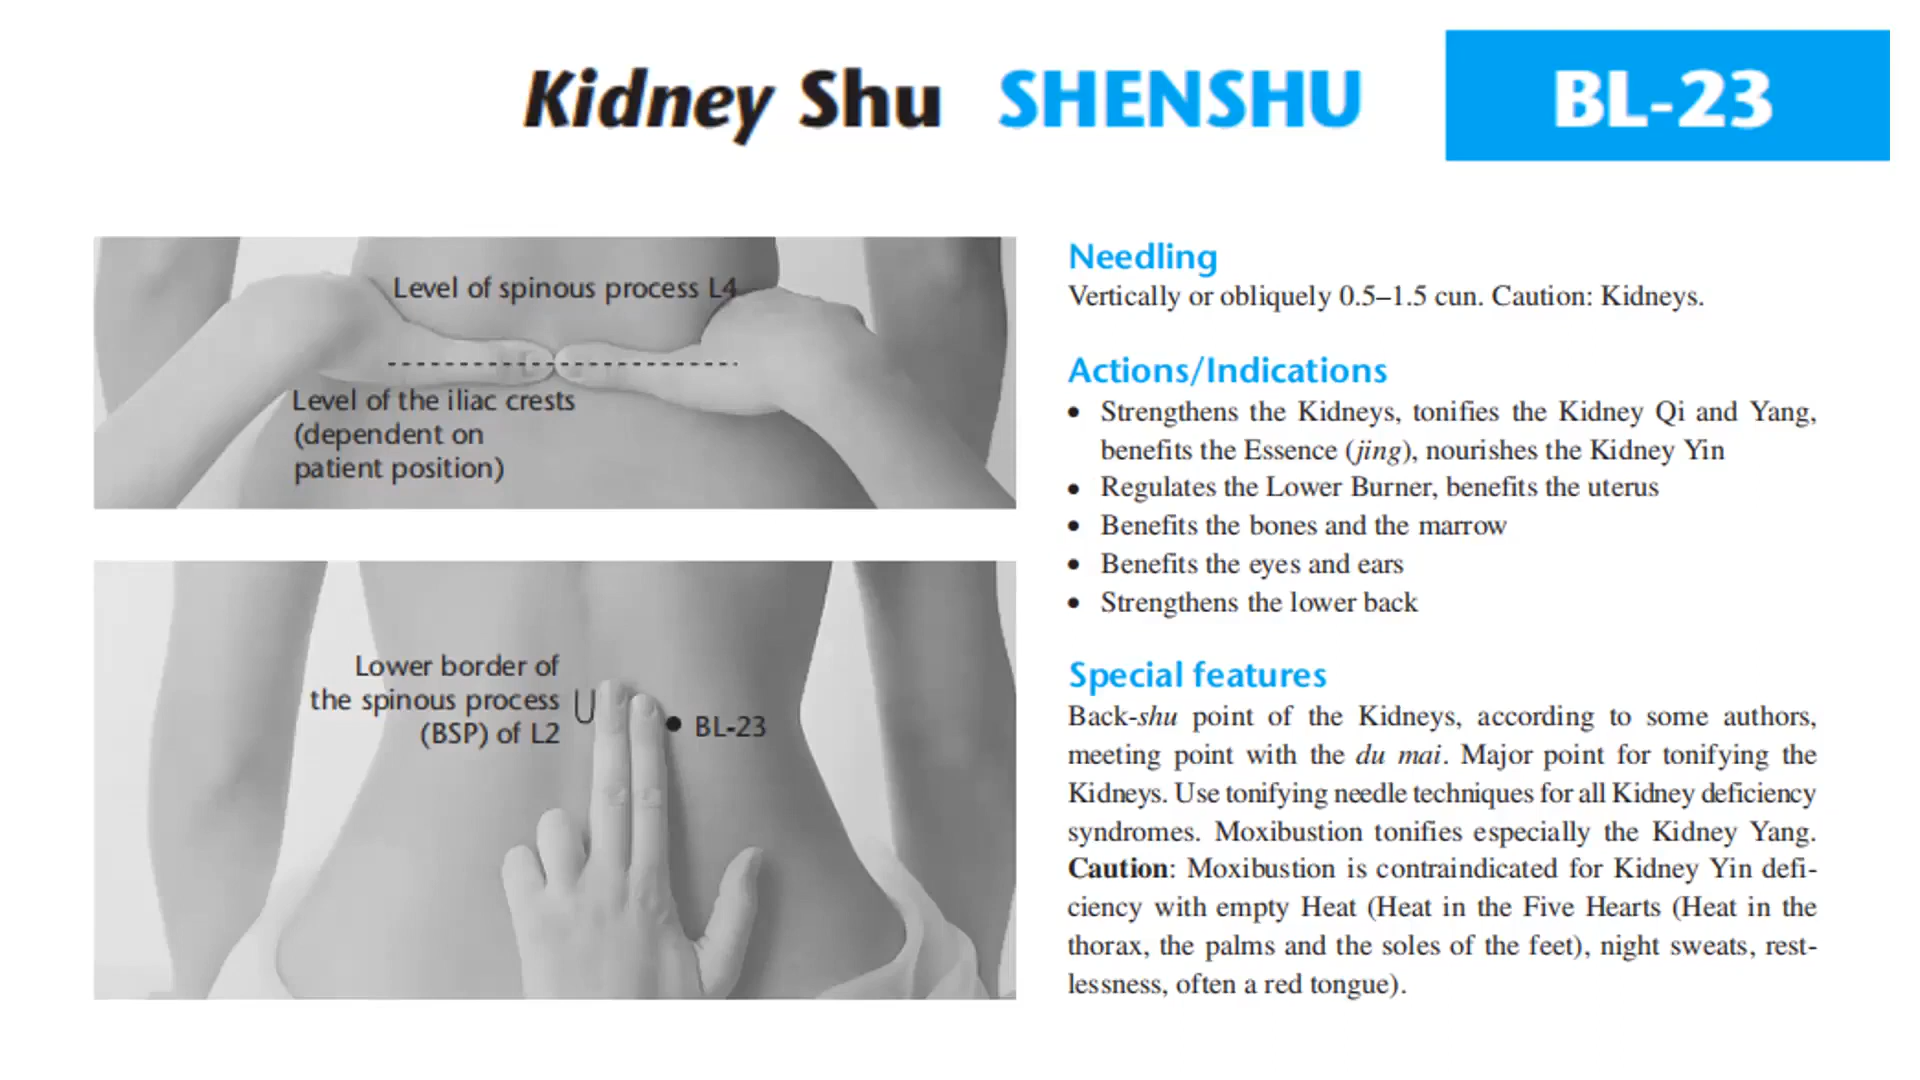 Kidney Shu SHENSHU BL-23
Level of spinous process L4
Level of the iliac crests
(dependent on
patient position)
Lower border of
the spinous process
(BSP) of L2
BL-23
Needling
Vertically or obliquely 0.5–1.5 cun. Caution: Kidneys.
Actions/Indications
• Strengthens the Kidneys, tonifies the Kidney Qi and Yang,
benefits the Essence (jing), nourishes the Kidney Yin
• Regulates the Lower Burner, benefits the uterus
• Benefits the bones and the marrow
• Benefits the eyes and ears
• Strengthens the lower back
Special features
Back-shu point of the Kidneys, according to some authors,
meeting point with the du mai. Major point for tonifying the
Kidneys. Use tonifying needle techniques for all Kidney deficiency
syndromes. Moxibustion tonifies especially the Kidney Yang.
Caution: Moxibustion is contraindicated for Kidney Yin defi-
ciency with empty Heat (Heat in the Five Hearts (Heat in the
thorax, the palms and the soles of the feet), night sweats, rest-
lessness, often a red tongue).